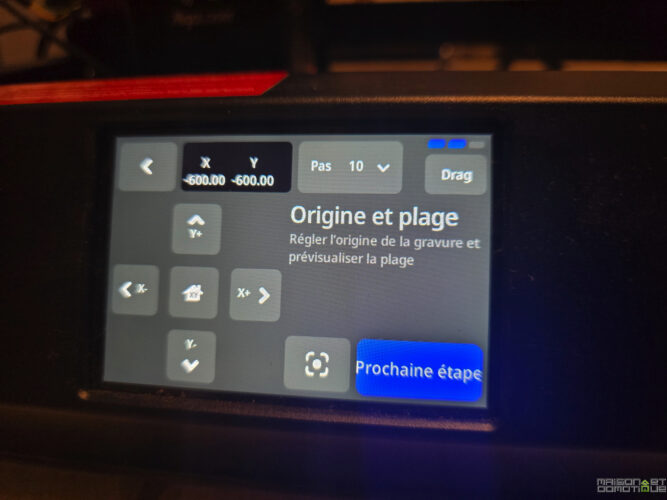 X Y
-600.00 -600.00
Pas 10
Drag
Origine et plage
Régler l'origine de la gravure et
prévisualiser la plage
Y+
X-
XY
X+
Y-
Prochaine étape
MAISON ET
DOMOTIQUE